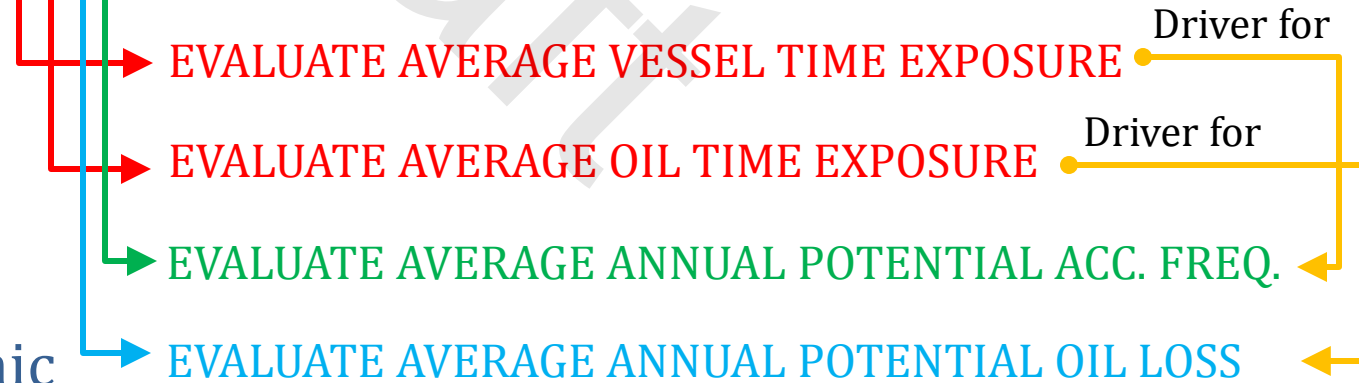 Driver for
EVALUATE AVERAGE VESSEL TIME EXPOSURE
Driver for
EVALUATE AVERAGE OIL TIME EXPOSURE
EVALUATE AVERAGE ANNUAL POTENTIAL ACC. FREQ.
EVALUATE AVERAGE ANNUAL POTENTIAL OIL LOSS